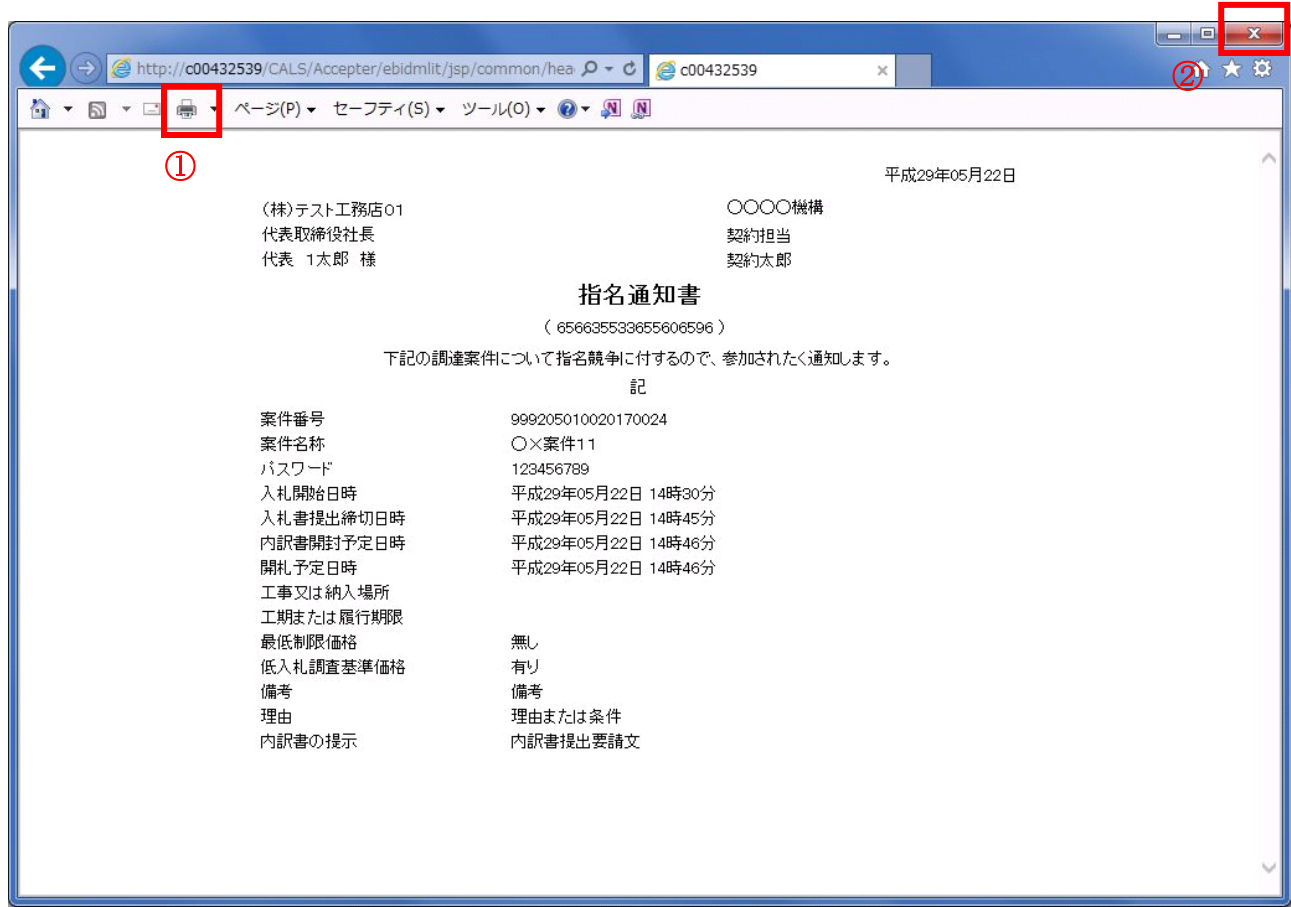 http://c00432539/CALS/Accepter/ebidmlit/jsp/common/hea
c00432539
②
ページ(P) セーフティ(S) ツール(O)
①
平成29年05月22日
(株)テスト工務店01
〇〇〇〇機構
代表取締役社長
契約担当
代表 1太郎 様
契約太郎
指名通知書
( 656635533655606596 )
下記の調達案件について指名競争に付するので、参加されたく通知します。
記
案件番号 999205010020170024
案件名称 〇×案件11
パスワード 123456789
入札開始日時 平成29年05月22日 14時30分
入札書提出締切日時 平成29年05月22日 14時45分
内訳書開封予定日時 平成29年05月22日 14時46分
開札予定日時 平成29年05月22日 14時46分
工事又は納入場所
工期または履行期限
最低制限価格 無し
低入札調査基準価格 有り
備考 備考
理由 理由または条件
内訳書の提示 内訳書提出要請文